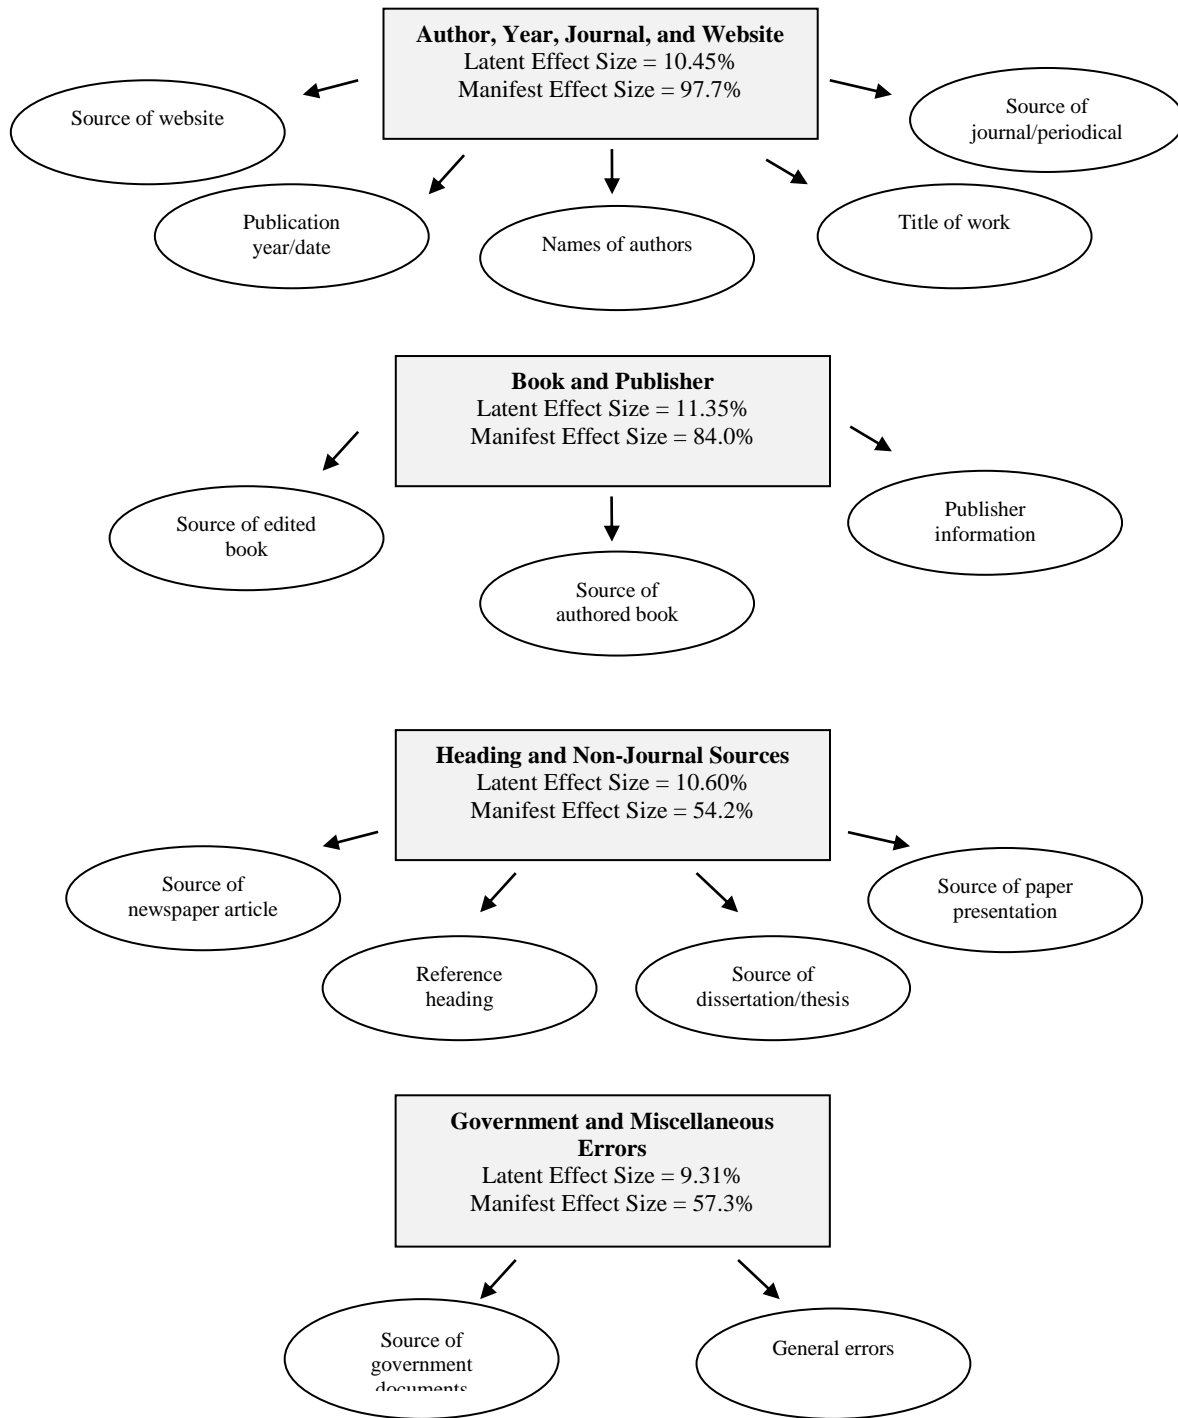 Author, Year, Journal, and Website
Latent Effect Size = 10.45%
Manifest Effect Size = 97.7%
Source of website
Source of
journal/periodical
Publication
year/date
Names of authors
Title of work
Book and Publisher
Latent Effect Size = 11.35%
Manifest Effect Size = 84.0%
Source of edited
book
Source of
authored book
Publisher
information
Heading and Non-Journal Sources
Latent Effect Size = 10.60%
Manifest Effect Size = 54.2%
Source of
newspaper article
Reference
heading
Source of
dissertation/thesis
Source of paper
presentation
Government and Miscellaneous
Errors
Latent Effect Size = 9.31%
Manifest Effect Size = 57.3%
Source of
government
documents
General errors